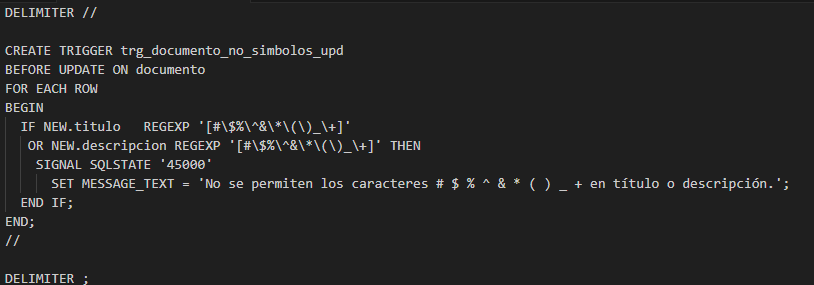 DELIMITER //
CREATE TRIGGER trg_documento_no_simbolos_upd
BEFORE UPDATE ON documento
FOR EACH ROW
BEGIN
IF NEW.titulo   REGEXP '[#\$%\^&\*\(\)_\+]'
OR NEW.descripcion REGEXP '[#\$%\^&\*\(\)_\+]' THEN
SIGNAL SQLSTATE '45000'
SET MESSAGE_TEXT = 'No se permiten los caracteres # $ % ^ & * ( ) _ + en título o descripción.';
END IF;
END;
//
DELIMITER ;